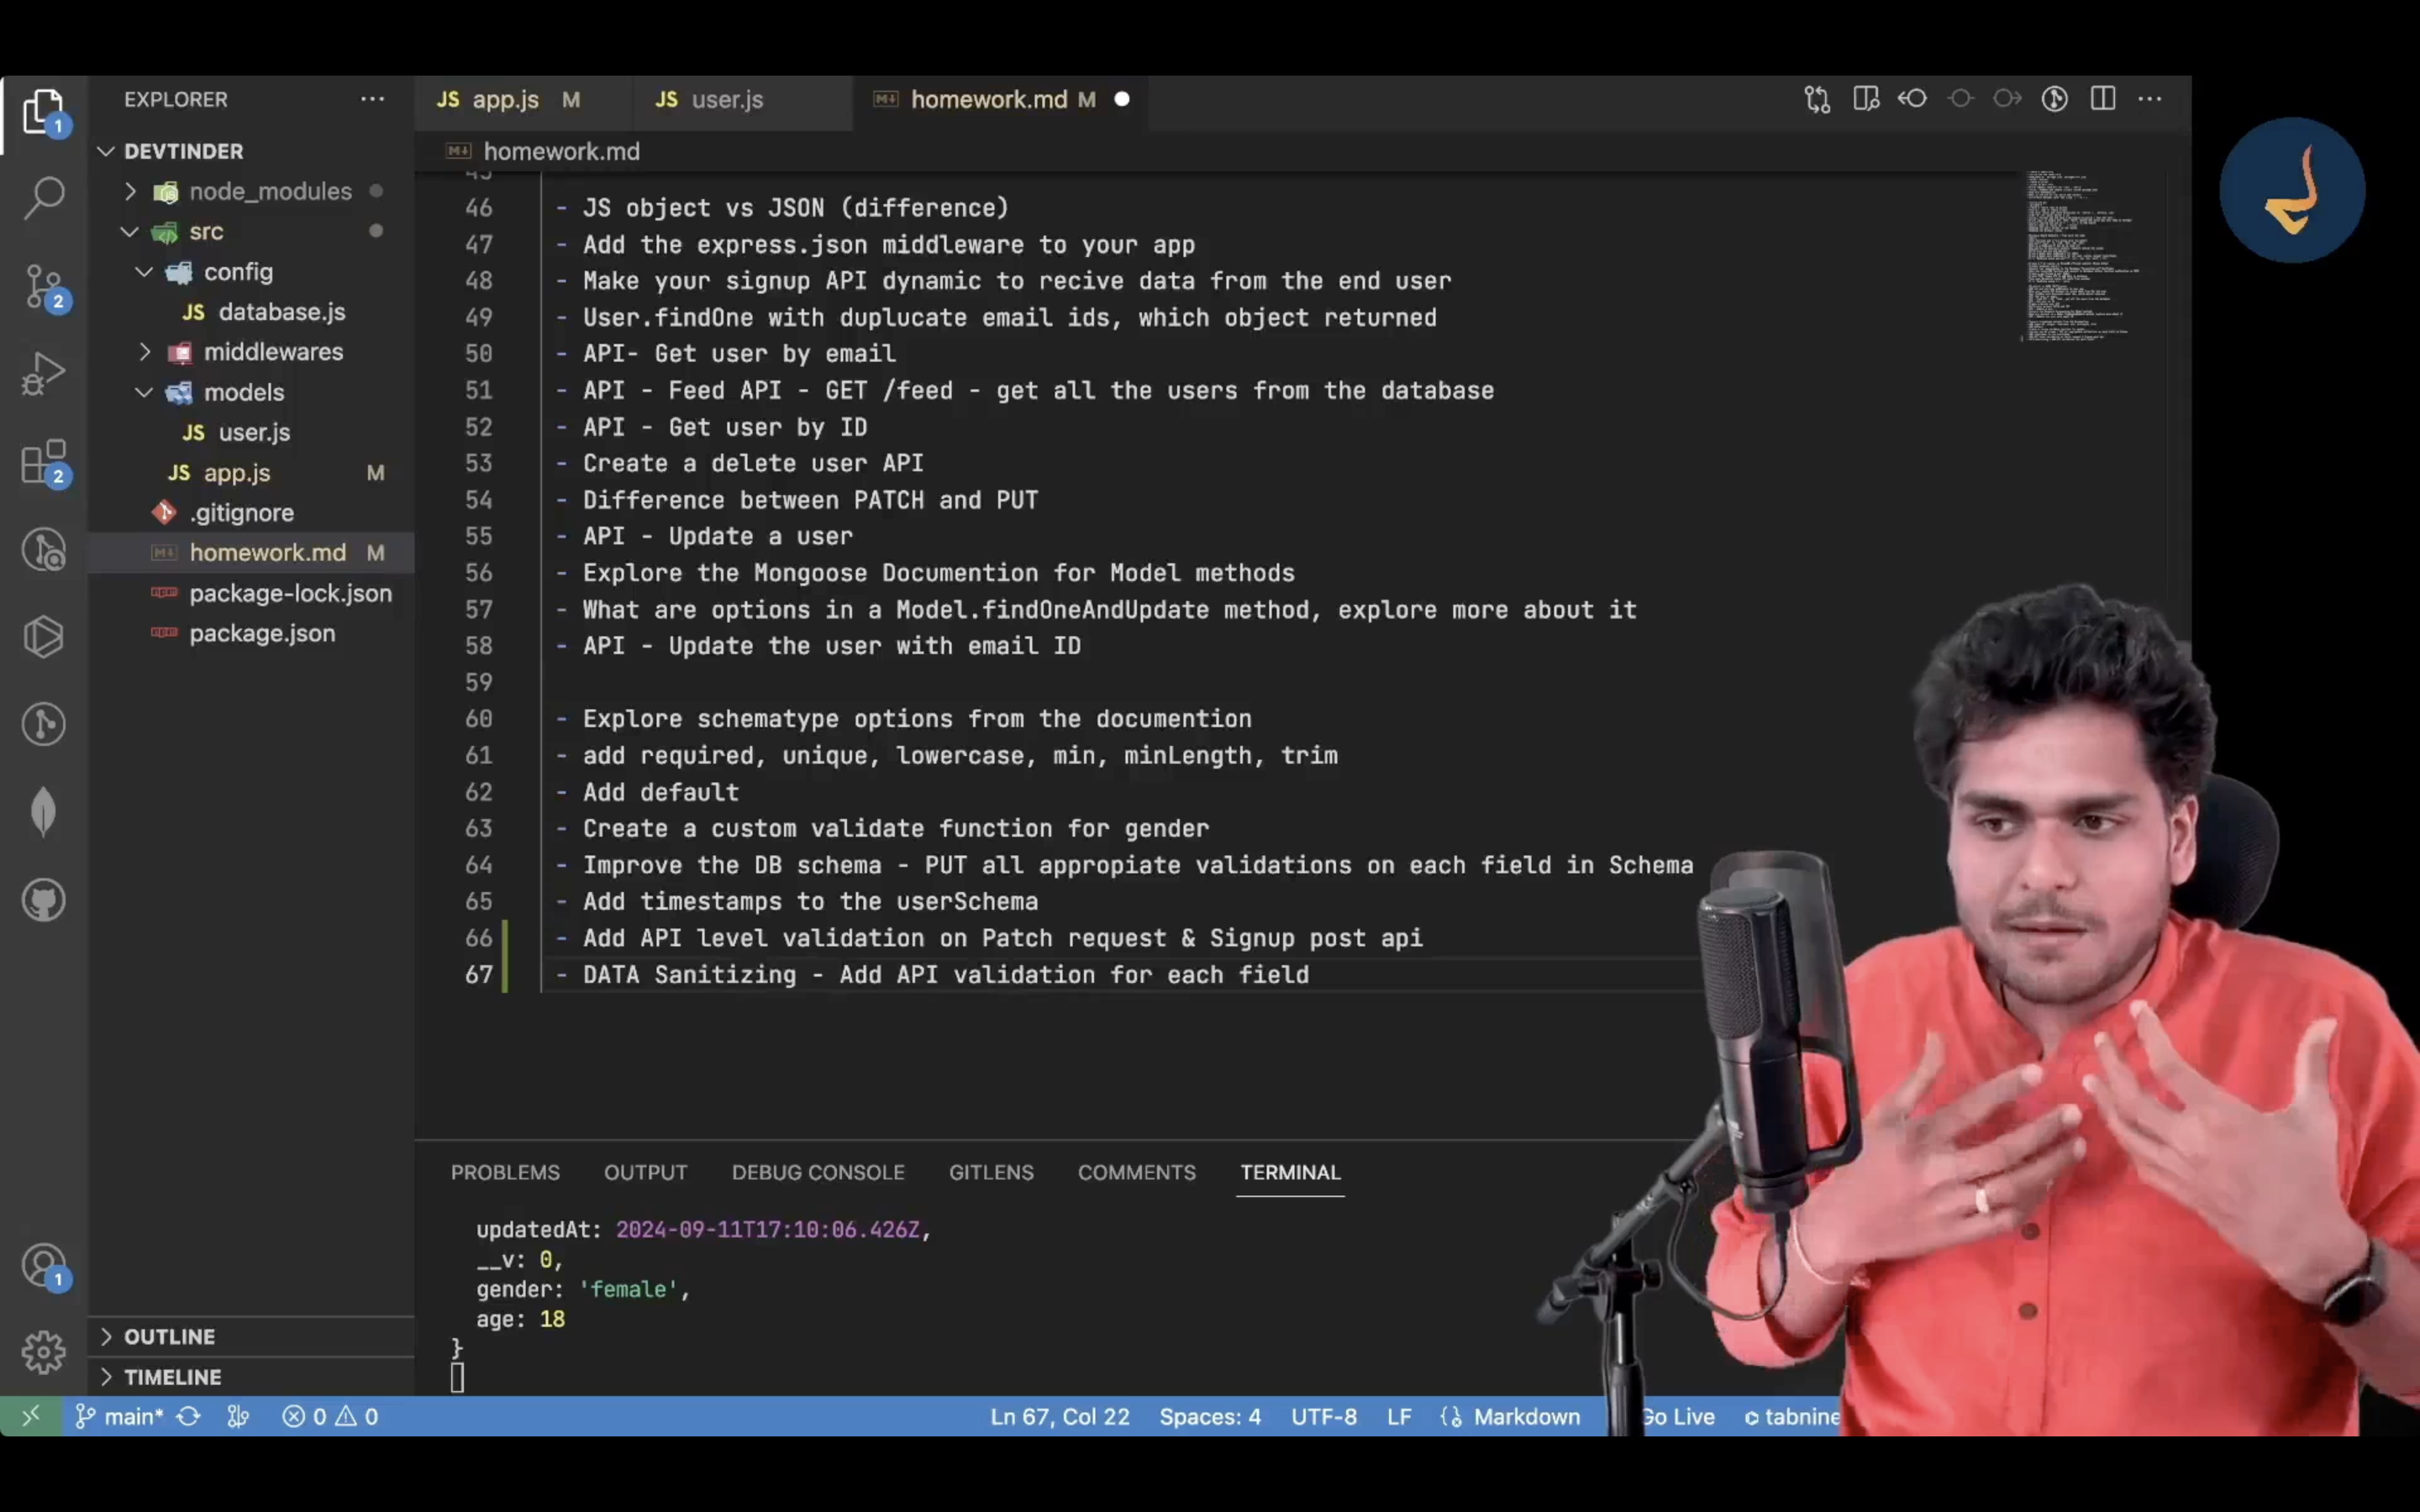 EXPLORER
DEVTINDER
node_modules
src
config
database.js
middlewares
models
user.js
app.js M
.gitignore
homework.md M
package-lock.json
package.json
OUTLINE
TIMELINE
1
2
2
1
JS app.js M
JS user.js
homework.md M
homework.md
46 - JS object vs JSON (difference)
47 - Add the express.json middleware to your app
48 - Make your signup API dynamic to recive data from the end user
49 - User.findOne with duplucate email ids, which object returned
50 - API- Get user by email
51 - API - Feed API - GET /feed - get all the users from the database
52 - API - Get user by ID
53 - Create a delete user API
54 - Difference between PATCH and PUT
55 - API - Update a user
56 - Explore the Mongoose Documention for Model methods
57 - What are options in a Model.findOneAndUpdate method, explore more about it
58 - API - Update the user with email ID
59
60 - Explore schematype options from the documention
61 - add required, unique, lowercase, min, minLength, trim
62 - Add default
63 - Create a custom validate function for gender
64 - Improve the DB schema - PUT all appropiate validations on each field in Schema
65 - Add timestamps to the userSchema
66 - Add API level validation on Patch request & Signup post api
67 - DATA Sanitizing - Add API validation for each field
PROBLEMS OUTPUT DEBUG CONSOLE GITLENS COMMENTS TERMINAL
updatedAt: 2024-09-11T17:10:06.426Z,
__v: 0,
gender: 'female',
age: 18
}
main* 0 0 Ln 67, Col 22 Spaces: 4 UTF-8 LF Markdown Go Live tabnine